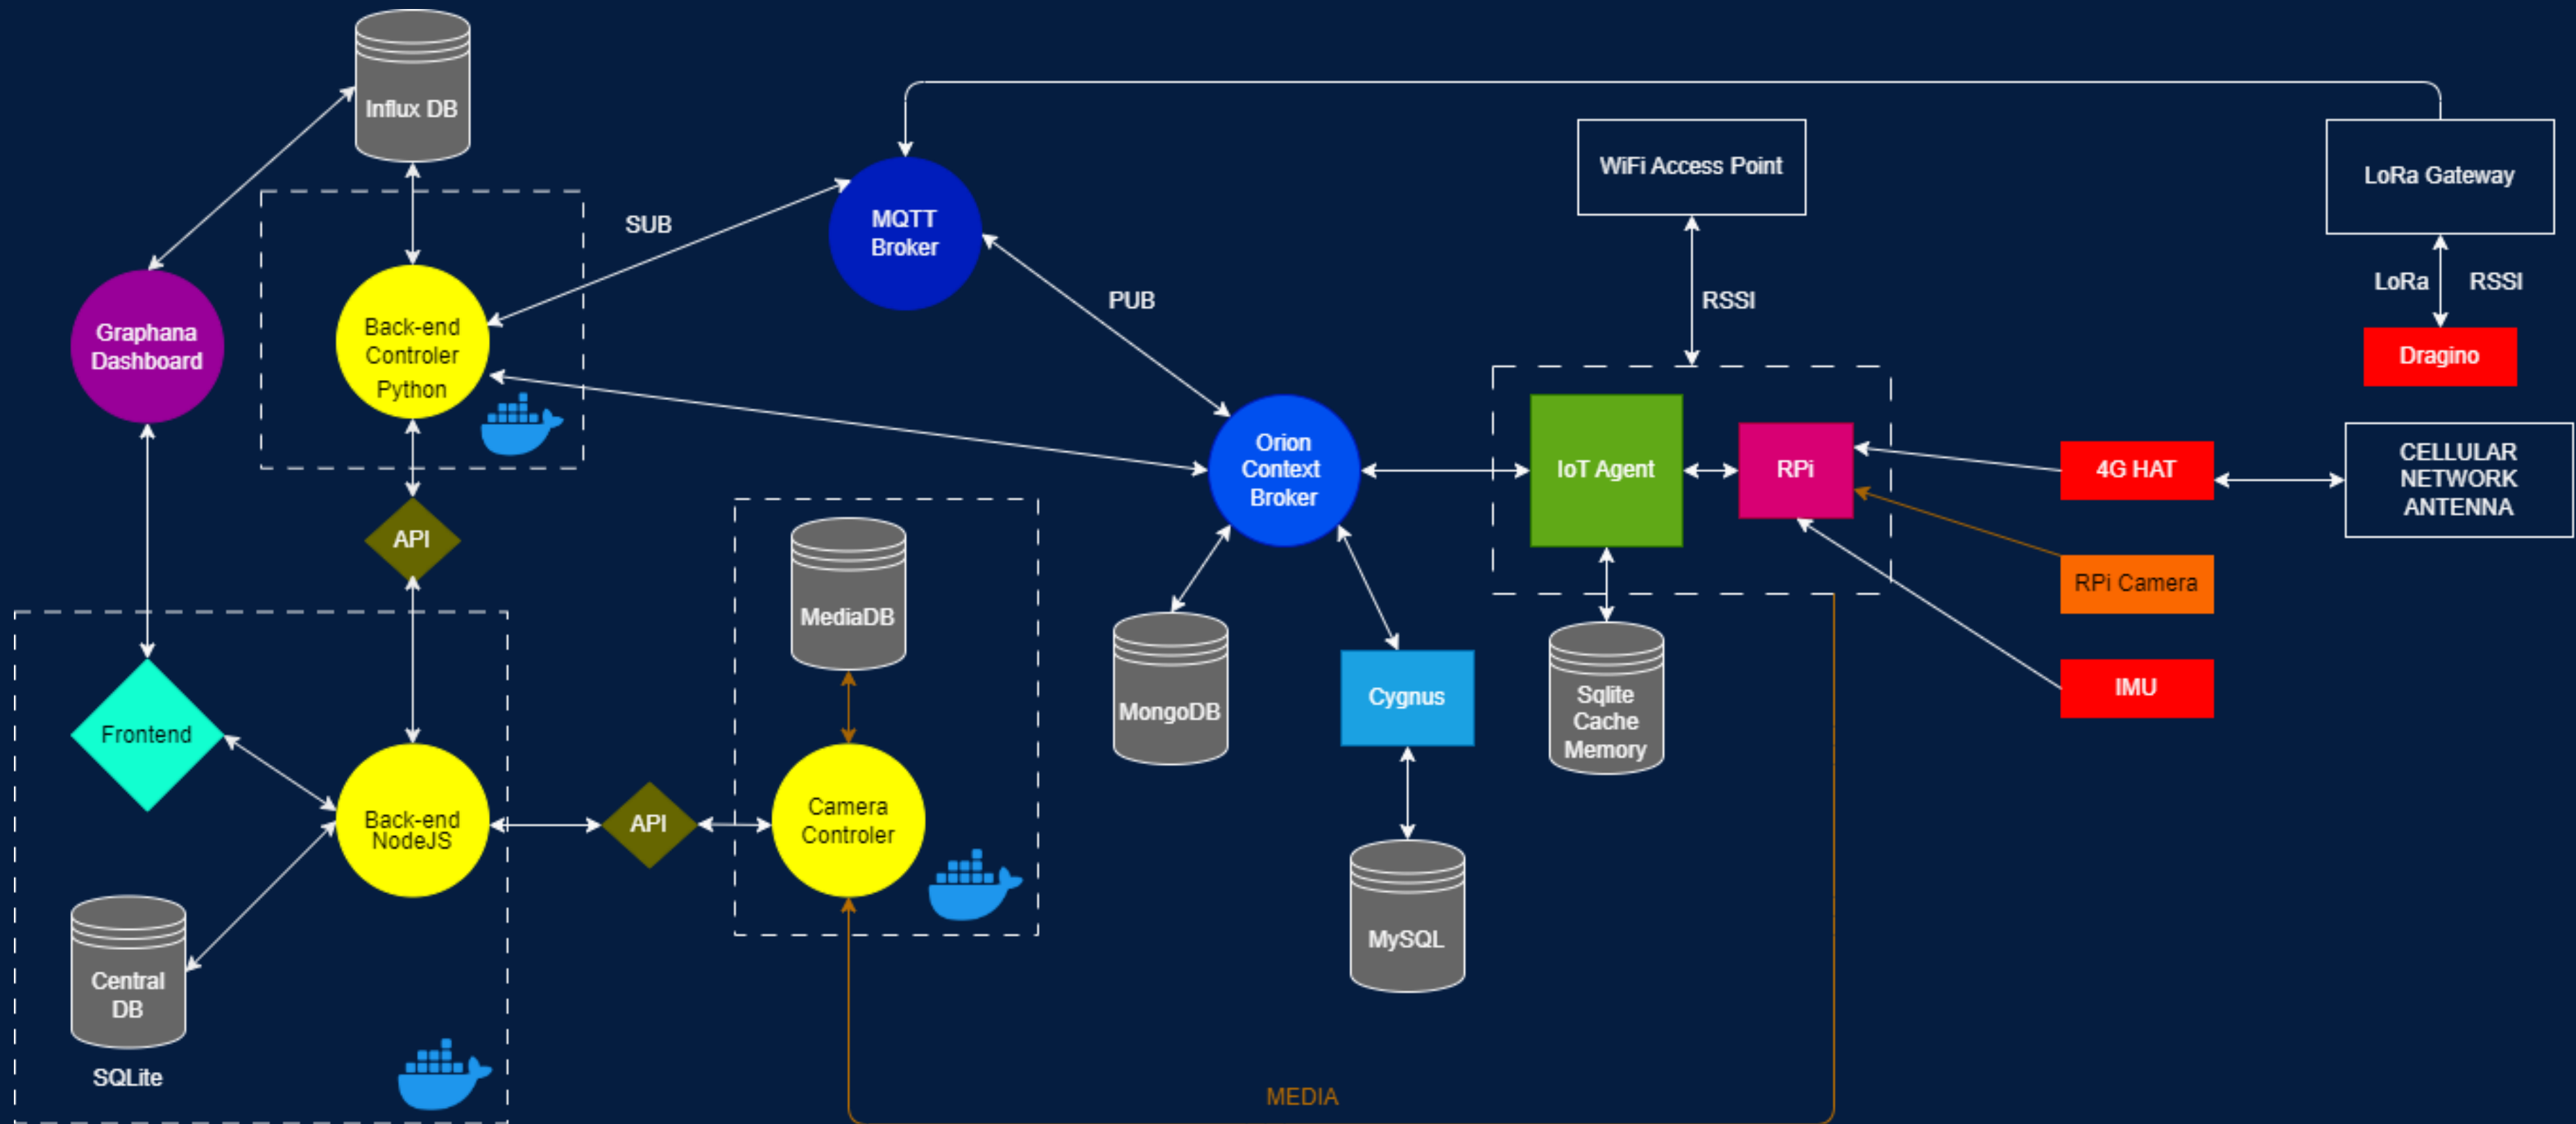 Influx DB
WiFi Access Point
LoRa Gateway
SUB
MQTT
Broker
PUB
RSSI
LoRa
RSSI
Graphana
Dashboard
Back-end
Controler
Python
Dragino
Orion
Context
Broker
IoT Agent
RPi
4G HAT
CELLULAR
NETWORK
ANTENNA
API
RPi Camera
MediaDB
MongoDB
Cygnus
Sqlite
Cache
Memory
IMU
Frontend
Back-end
NodeJS
API
Camera
Controler
MySQL
Central
DB
SQLite
MEDIA